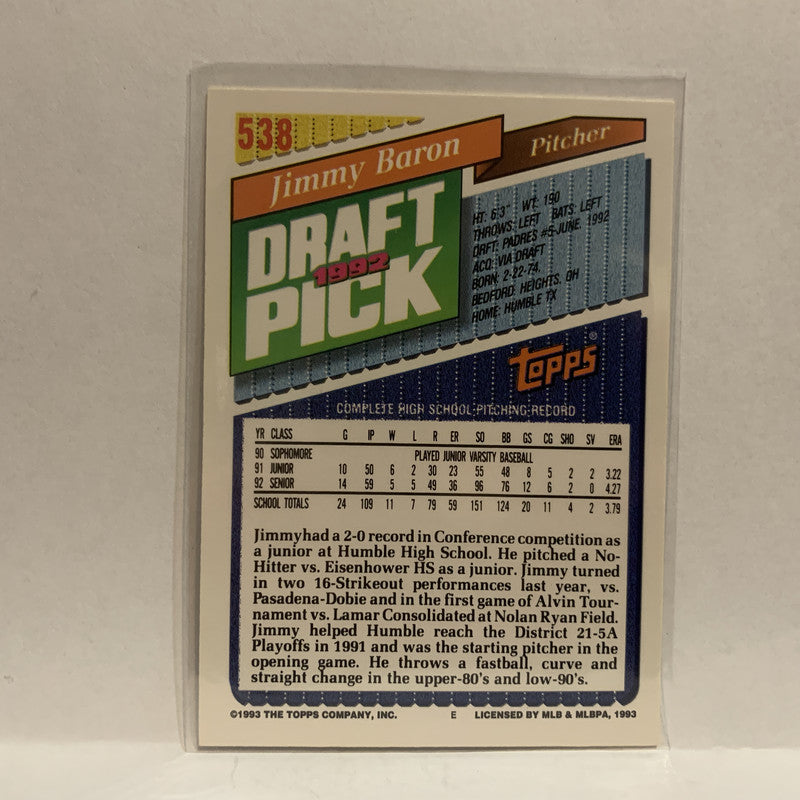 538
Jimmy Baron
Pitcher
DRAFT
1992
PICK
HT: 6'3" WT: 190
THROWS: LEFT BATS: LEFT
DRFT: PADRES #5-JUNE, 1992
ACQ: VIA DRAFT
BORN: 2-22-74,
BEDFORD HEIGHTS, OH
HOME: HUMBLE TX
TOPPS®
COMPLETE HIGH SCHOOL PITCHING RECORD
YR CLASS G IP W L R ER SO BB GS CG SHO SV ERA
90 SOPHOMORE PLAYED JUNIOR VARSITY BASEBALL
91 JUNIOR 10 50 6 2 30 23 55 48 8 5 2 2 3.22
92 SENIOR 14 59 5 5 49 36 96 76 12 6 2 0 4.27
SCHOOL TOTALS 24 109 11 7 79 59 151 124 20 11 4 2 3.79
Jimmyhad a 2-0 record in Conference competition as
a junior at Humble High School. He pitched a No-
Hitter vs. Eisenhower HS as a junior. Jimmy turned
in two 16-Strikeout performances last year, vs.
Pasadena-Dobie and in the first game of Alvin Tour-
nament vs. Lamar Consolidated at Nolan Ryan Field.
Jimmy helped Humble reach the District 21-5A
Playoffs in 1991 and was the starting pitcher in the
opening game. He throws a fastball, curve and
straight change in the upper-80's and low-90's.
©1993 THE TOPPS COMPANY, INC. E LICENSED BY MLB & MLBPA, 1993